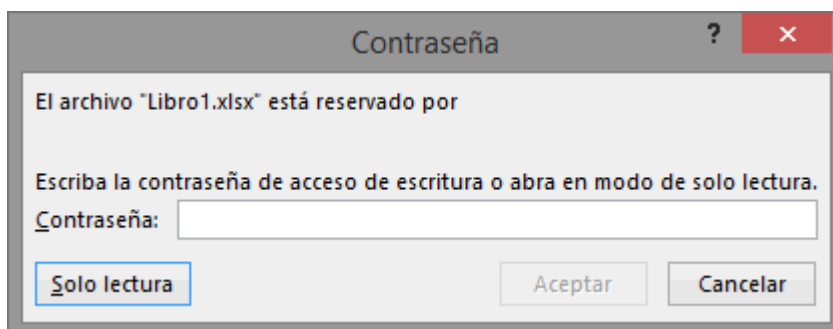 Contraseña
?
×
El archivo "Libro1.xlsx" está reservado por
Escriba la contraseña de acceso de escritura o abra en modo de solo lectura.
Contraseña:
Solo lectura Aceptar Cancelar